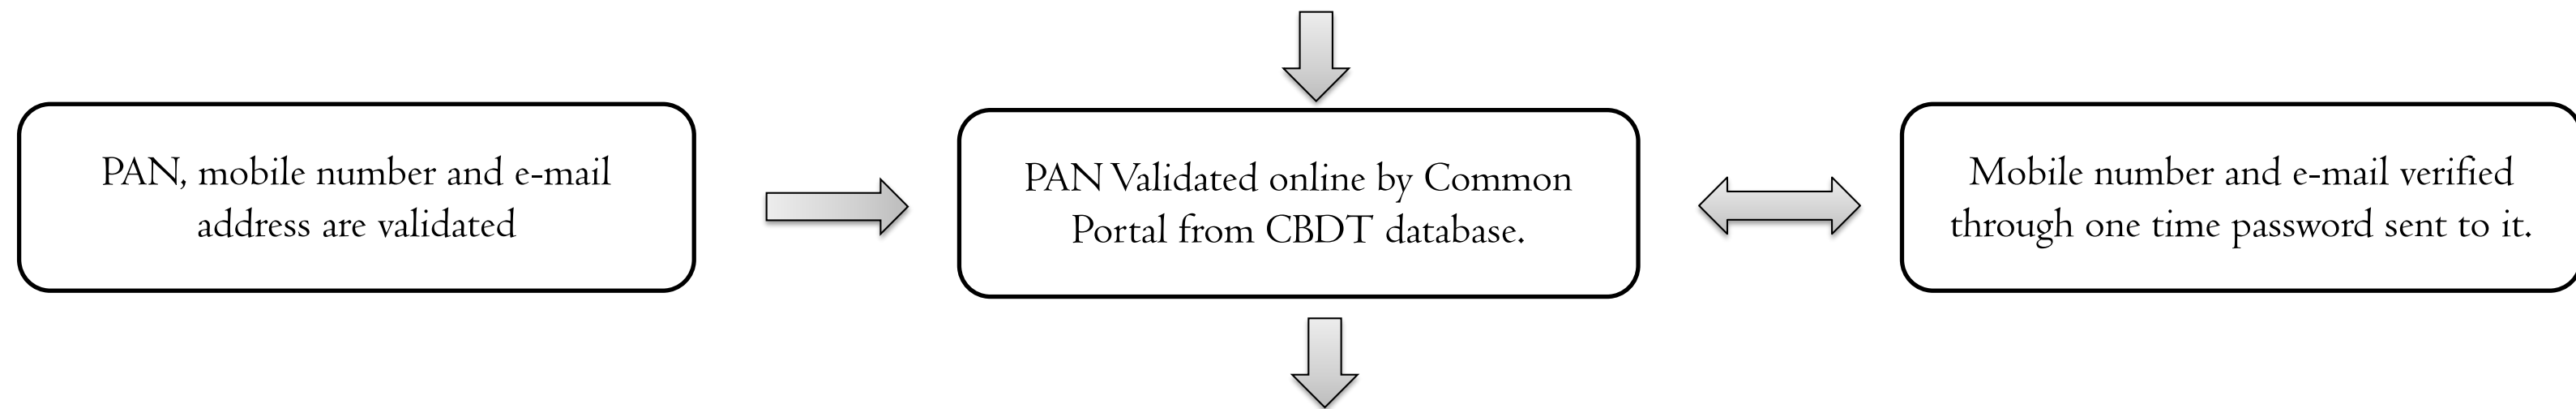 PAN, mobile number and e-mail
address are validated
PAN Validated online by Common
Portal from CBDT database.
Mobile number and e-mail verified
through one time password sent to it.